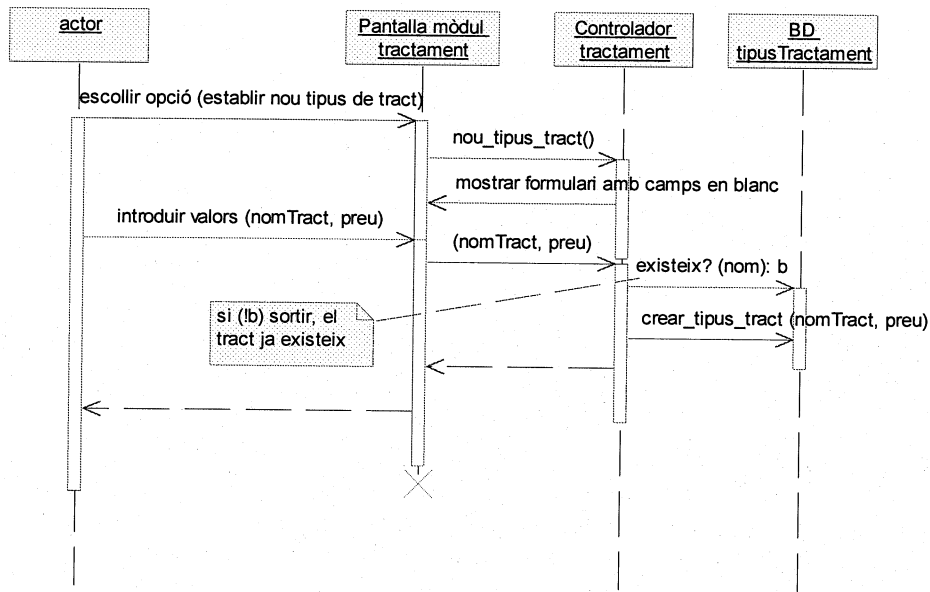 actor
Pantalla mòdul
tractament
Controlador
tractament
BD
tipusTractament
escollir opció (establir nou tipus de tract)
nou_tipus_tract()
mostrar formulari amb camps en blanc
introduir valors (nomTract, preu)
(nomTract, preu)
existeix? (nom): b
si (!b) sortir, el
tract ja existeix
crear_tipus_tract (nomTract, preu)